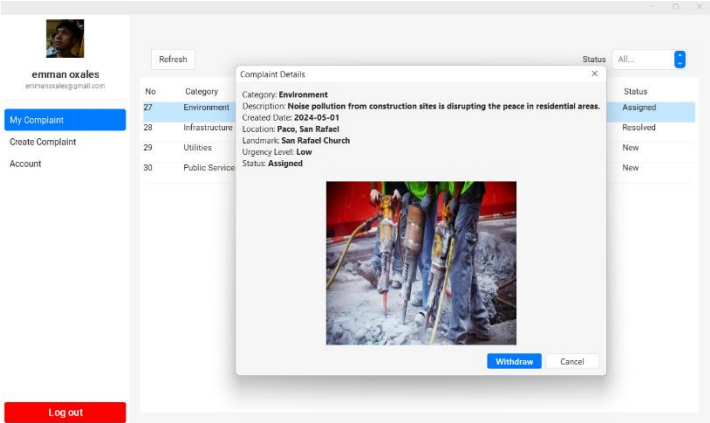 emman oxales
emmanoxales@gmail.com
My Complaint
Create Complaint
Account
Log out
Refresh
Status All...
No Category Status
27 Environment Assigned
28 Infrastructure Resolved
29 Utilities New
30 Public Service New
Complaint Details
Category: Environment
Description: Noise pollution from construction sites is disrupting the peace in residential areas.
Created Date: 2024-05-01
Location: Paco, San Rafael
Landmark: San Rafael Church
Urgency Level: Low
Status: Assigned
Withdraw Cancel